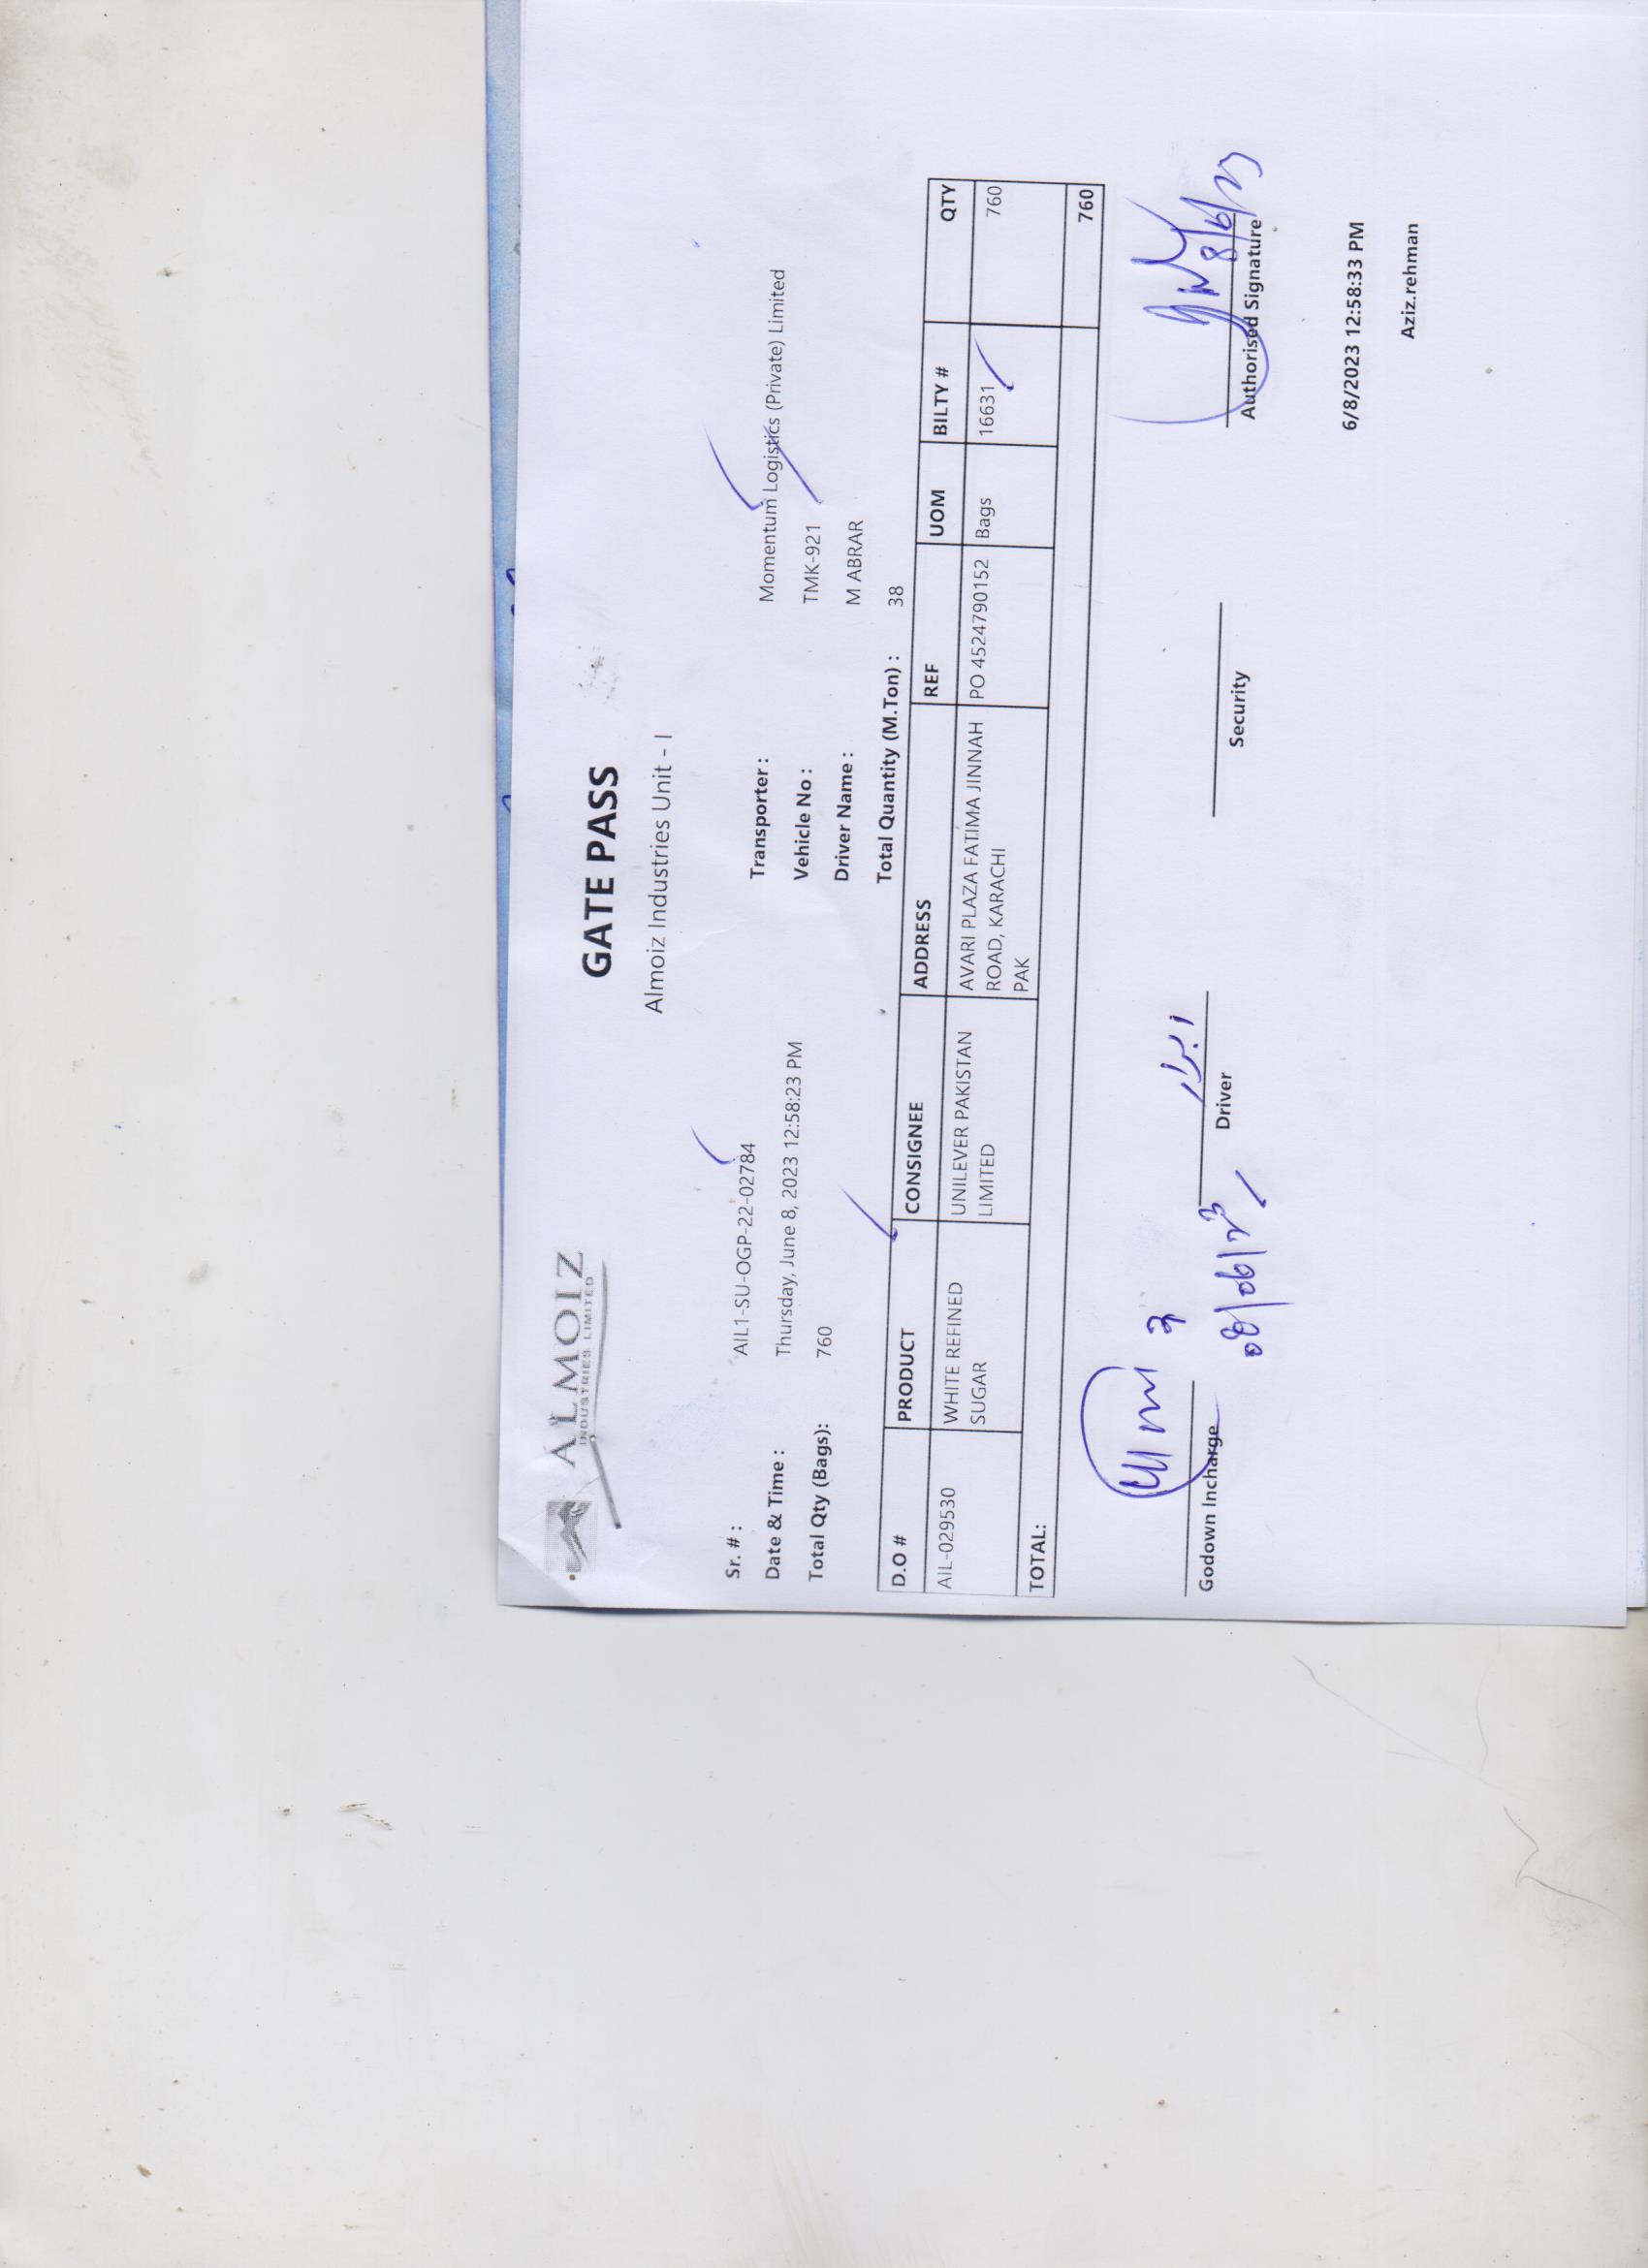 ALMOIZ
INDUSTRIES LIMITED
GATE PASS
Almoiz Industries Unit - I
Sr. # : AIL1-SU-OGP-22-02784
Transporter : Momentum Logistics (Private) Limited
Date & Time : Thursday, June 8, 2023 12:58:23 PM
Vehicle No : TMK-921
Total Qty (Bags): 760
Driver Name : M ABRAR
Total Quantity (M.Ton) : 38
D.O # PRODUCT CONSIGNEE ADDRESS REF UOM BILTY # QTY
AIL-029530 WHITE REFINED UNILEVER PAKISTAN AVARI PLAZA FATIMA JINNAH PO 4524790152 Bags 16631 760
SUGAR LIMITED ROAD, KARACHI
PAK
TOTAL: 760
ابرار
8/6/23
Godown Incharge Driver Security Authorised Signature
08/06/23
6/8/2023 12:58:33 PM
Aziz.rehman